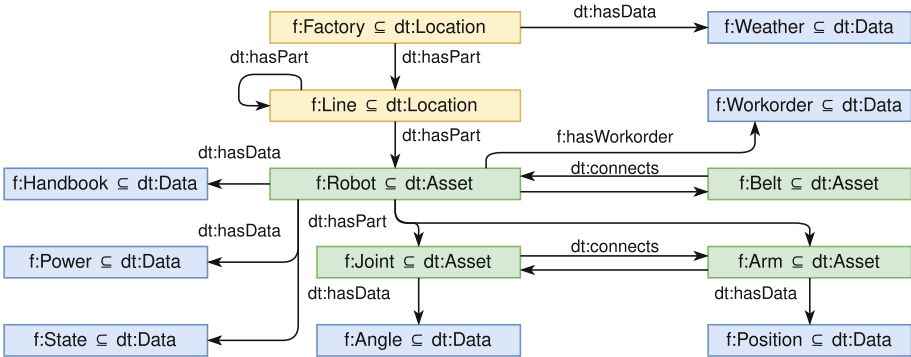 dt:hasData
f:Factory ⊆ dt:Location
f:Weather ⊆ dt:Data
dt:hasPart
dt:hasPart
f:Line ⊆ dt:Location
f:Workorder ⊆ dt:Data
dt:hasPart
f:hasWorkorder
dt:hasData
dt:connects
f:Handbook ⊆ dt:Data
f:Robot ⊆ dt:Asset
f:Belt ⊆ dt:Asset
dt:hasPart
dt:hasData
dt:connects
f:Power ⊆ dt:Data
f:Joint ⊆ dt:Asset
f:Arm ⊆ dt:Asset
dt:hasData
dt:hasData
f:State ⊆ dt:Data
f:Angle ⊆ dt:Data
f:Position ⊆ dt:Data